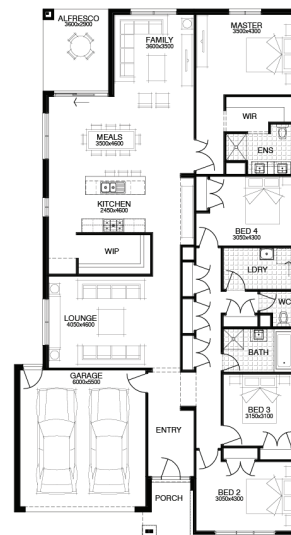 ALFRESCO
3600x2900
FAMILY
3600x3500
MASTER
3500x4300
WIR
ENS
MEALS
3500x4600
KITCHEN
2450x4600
BED 4
3050x4300
WIP
LDRY
WC
LOUNGE
4050x4600
BATH
GARAGE
6000x5500
BED 3
3150x3100
ENTRY
BED 2
3050x4300
PORCH